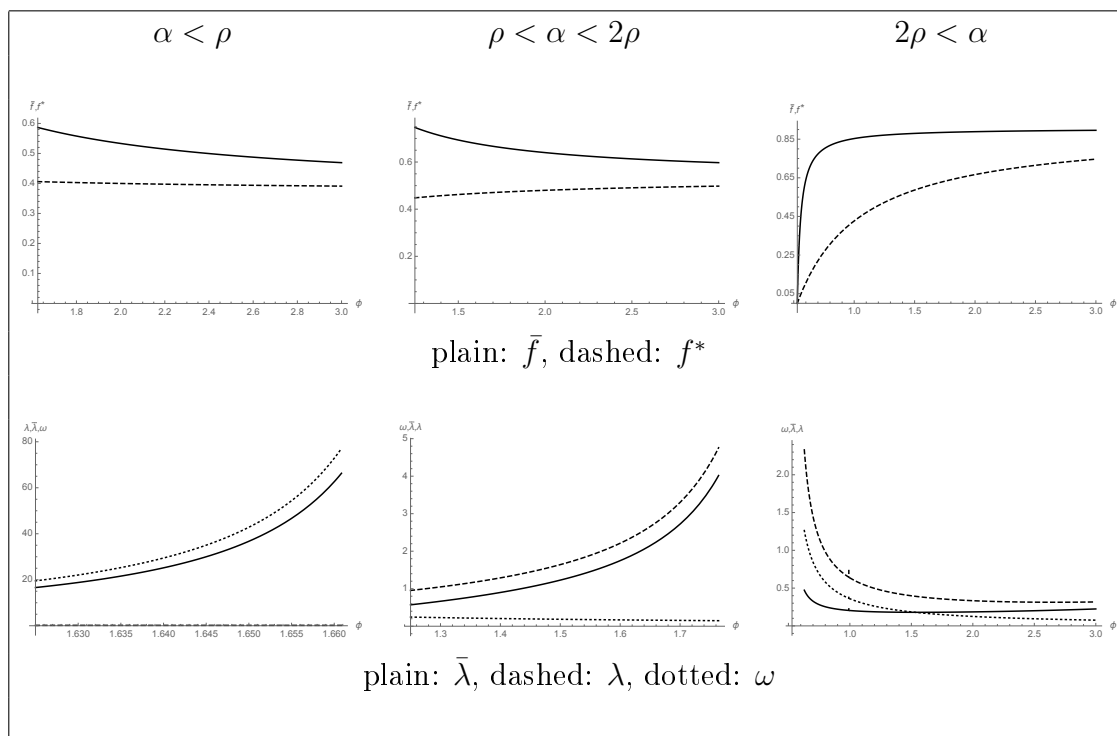 α < ρ
ρ < α < 2ρ
2ρ < α
f̄,f*
0.6
0.5
0.4
0.3
0.2
0.1
1.8 2.0 2.2 2.4 2.6 2.8 3.0
ϕ
f̄,f*
0.6
0.4
0.2
1.5 2.0 2.5 3.0
ϕ
f̄,f*
0.85
0.65
0.45
0.25
0.05
1.0 1.5 2.0 2.5 3.0
ϕ
plain: f̄, dashed: f*
λ,λ̄,ω
80
60
40
20
1.630 1.635 1.640 1.645 1.650 1.655 1.660
ϕ
ω,λ̄,λ
5
4
3
2
1
1.3 1.4 1.5 1.6 1.7
ϕ
ω,λ̄,λ
2.0
1.5
1.0
0.5
1.0 1.5 2.0 2.5 3.0
ϕ
plain: λ̄, dashed: λ, dotted: ω